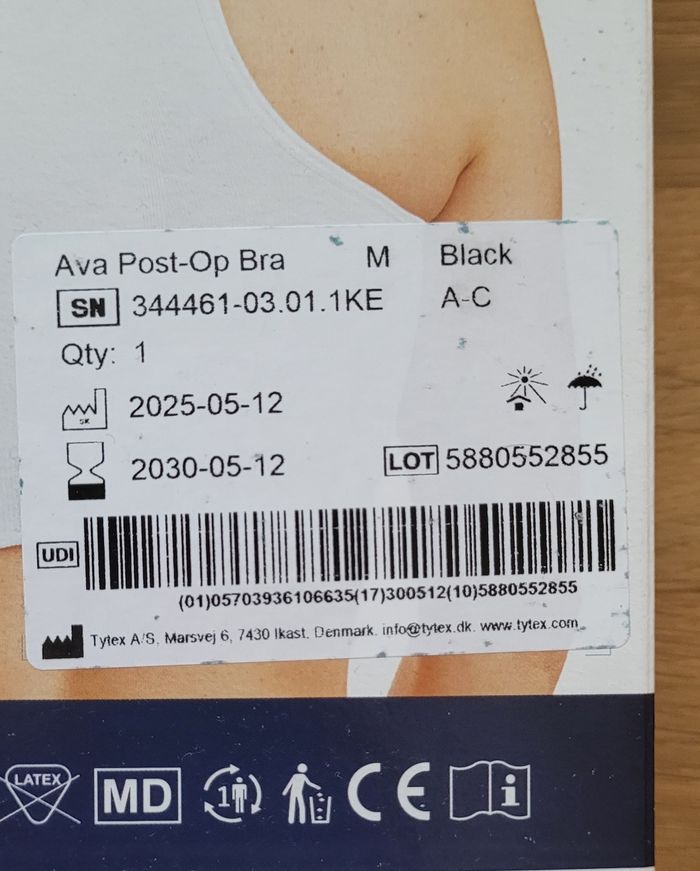 Ava Post-Op Bra M Black
SN 344461-03.01.1KE A-C
Qty: 1
2025-05-12
2030-05-12 LOT 5880552855
UDI
(01)05703936106635(17)300512(10)5880552855
Tytex A/S, Marsvej 6, 7430 Ikast, Denmark. info@tytex.dk. www.tytex.com
LATEX MD 1 CE i